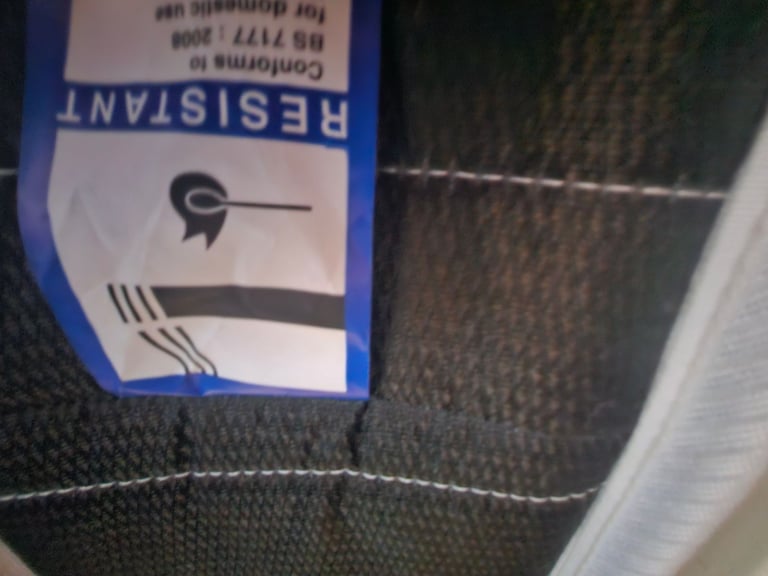 RESISTANT
Conforms to
BS 7177 : 2008
for domestic use